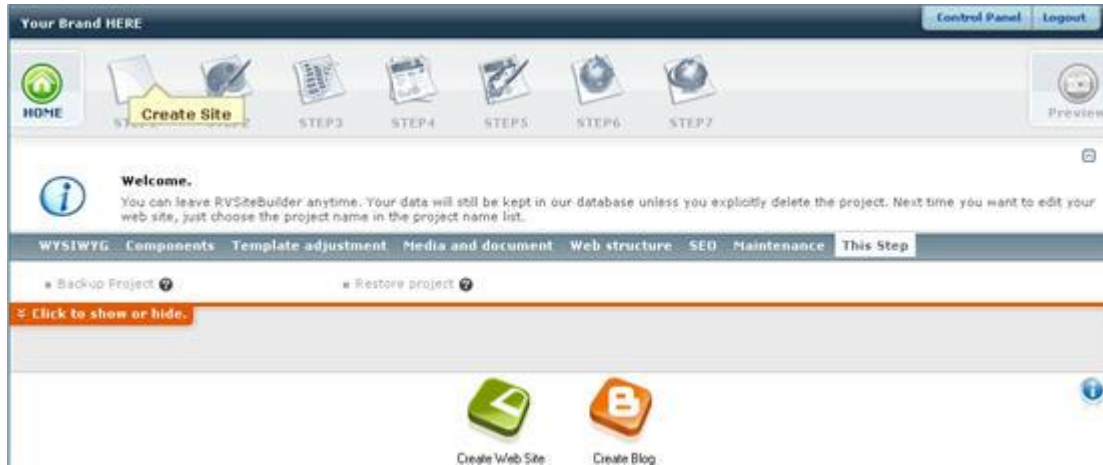 Your Brand HERE
Control Panel
Logout
HOME
Create Site
STEP3
STEP4
STEP5
STEP6
STEP7
Preview
Welcome.
You can leave RVSiteBuilder anytime. Your data will still be kept in our database unless you explicitly delete the project. Next time you want to edit your
web site, just choose the project name in the project name list.
WYSIWYG Components Template adjustment Media and document Web structure SEO Maintenance This Step
Backup Project ?
Restore project ?
Click to show or hide.
Create Web Site
Create Blog